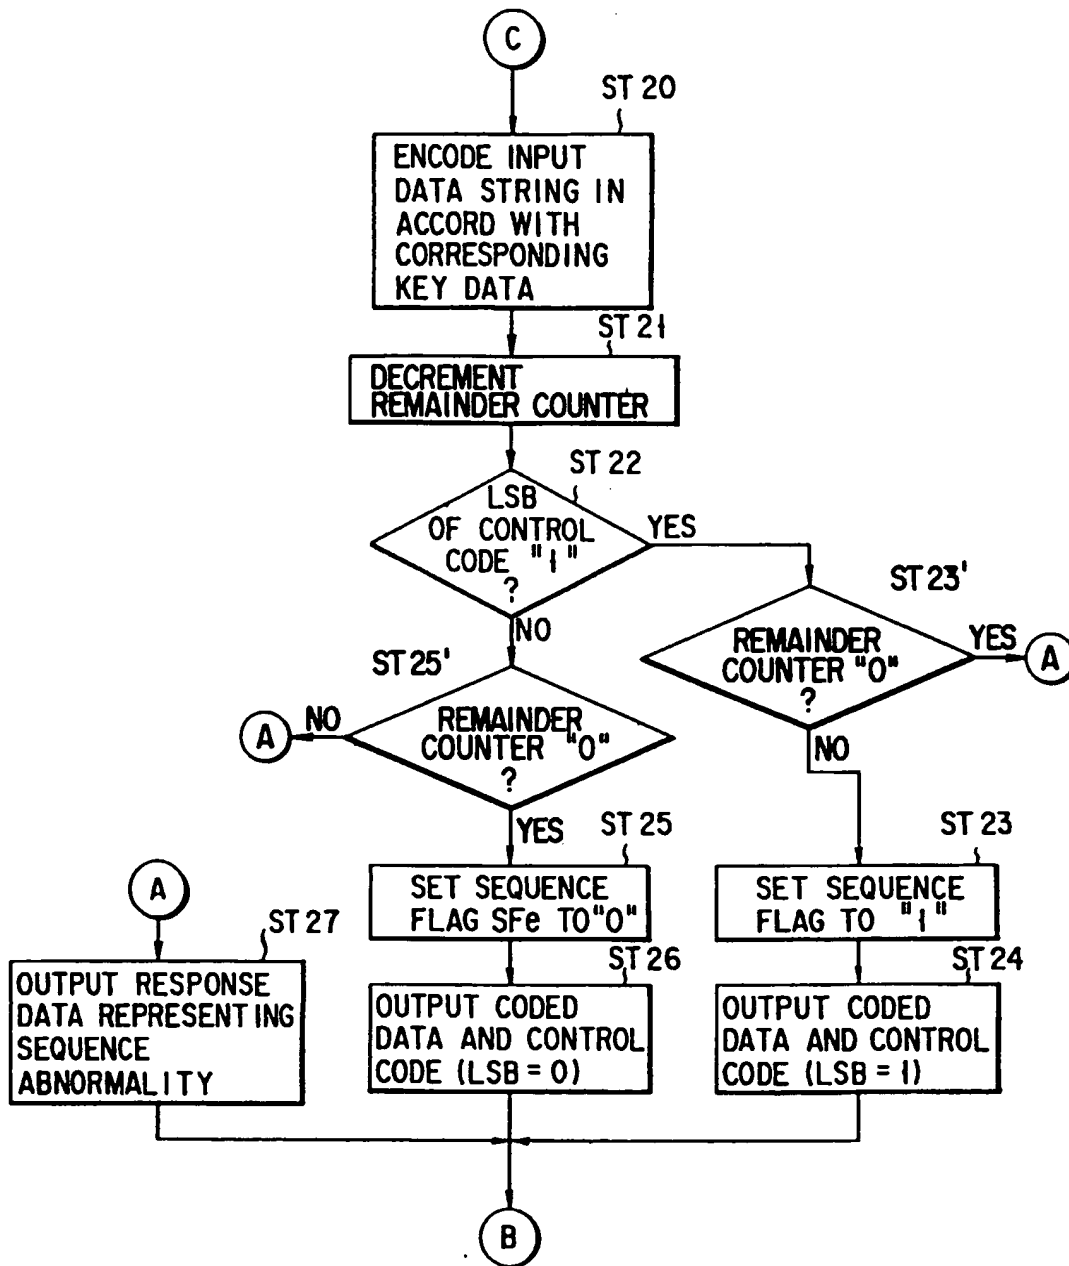 C
ST 20
ENCODE INPUT
DATA STRING IN
ACCORD WITH
CORRESPONDING
KEY DATA
ST 21
DECREMENT
REMAINDER COUNTER
ST 22
LSB
OF CONTROL
CODE "1"
?
YES
NO
ST 23'
REMAINDER
COUNTER "0"
?
YES
A
NO
ST 25'
REMAINDER
COUNTER "0"
?
NO
A
YES
ST 25
SET SEQUENCE
FLAG SFe TO "0"
ST 23
SET SEQUENCE
FLAG TO "1"
A
ST 27
OUTPUT RESPONSE
DATA REPRESENTING
SEQUENCE
ABNORMALITY
ST 26
OUTPUT CODED
DATA AND CONTROL
CODE (LSB = 0)
ST 24
OUTPUT CODED
DATA AND CONTROL
CODE (LSB = 1)
B